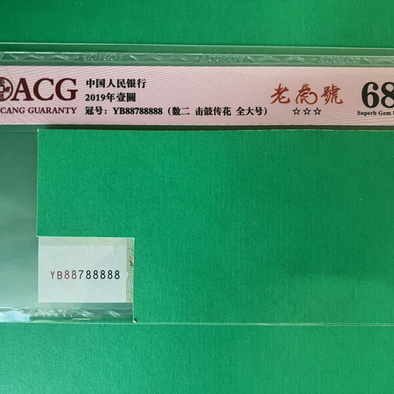 ACG
CANG GUARANTY
中国人民银行
2019年壹圆
冠号：YB88788888（数二 击鼓传花 全大号）
老虎號
☆☆☆
68
Superb Gem
YB88788888